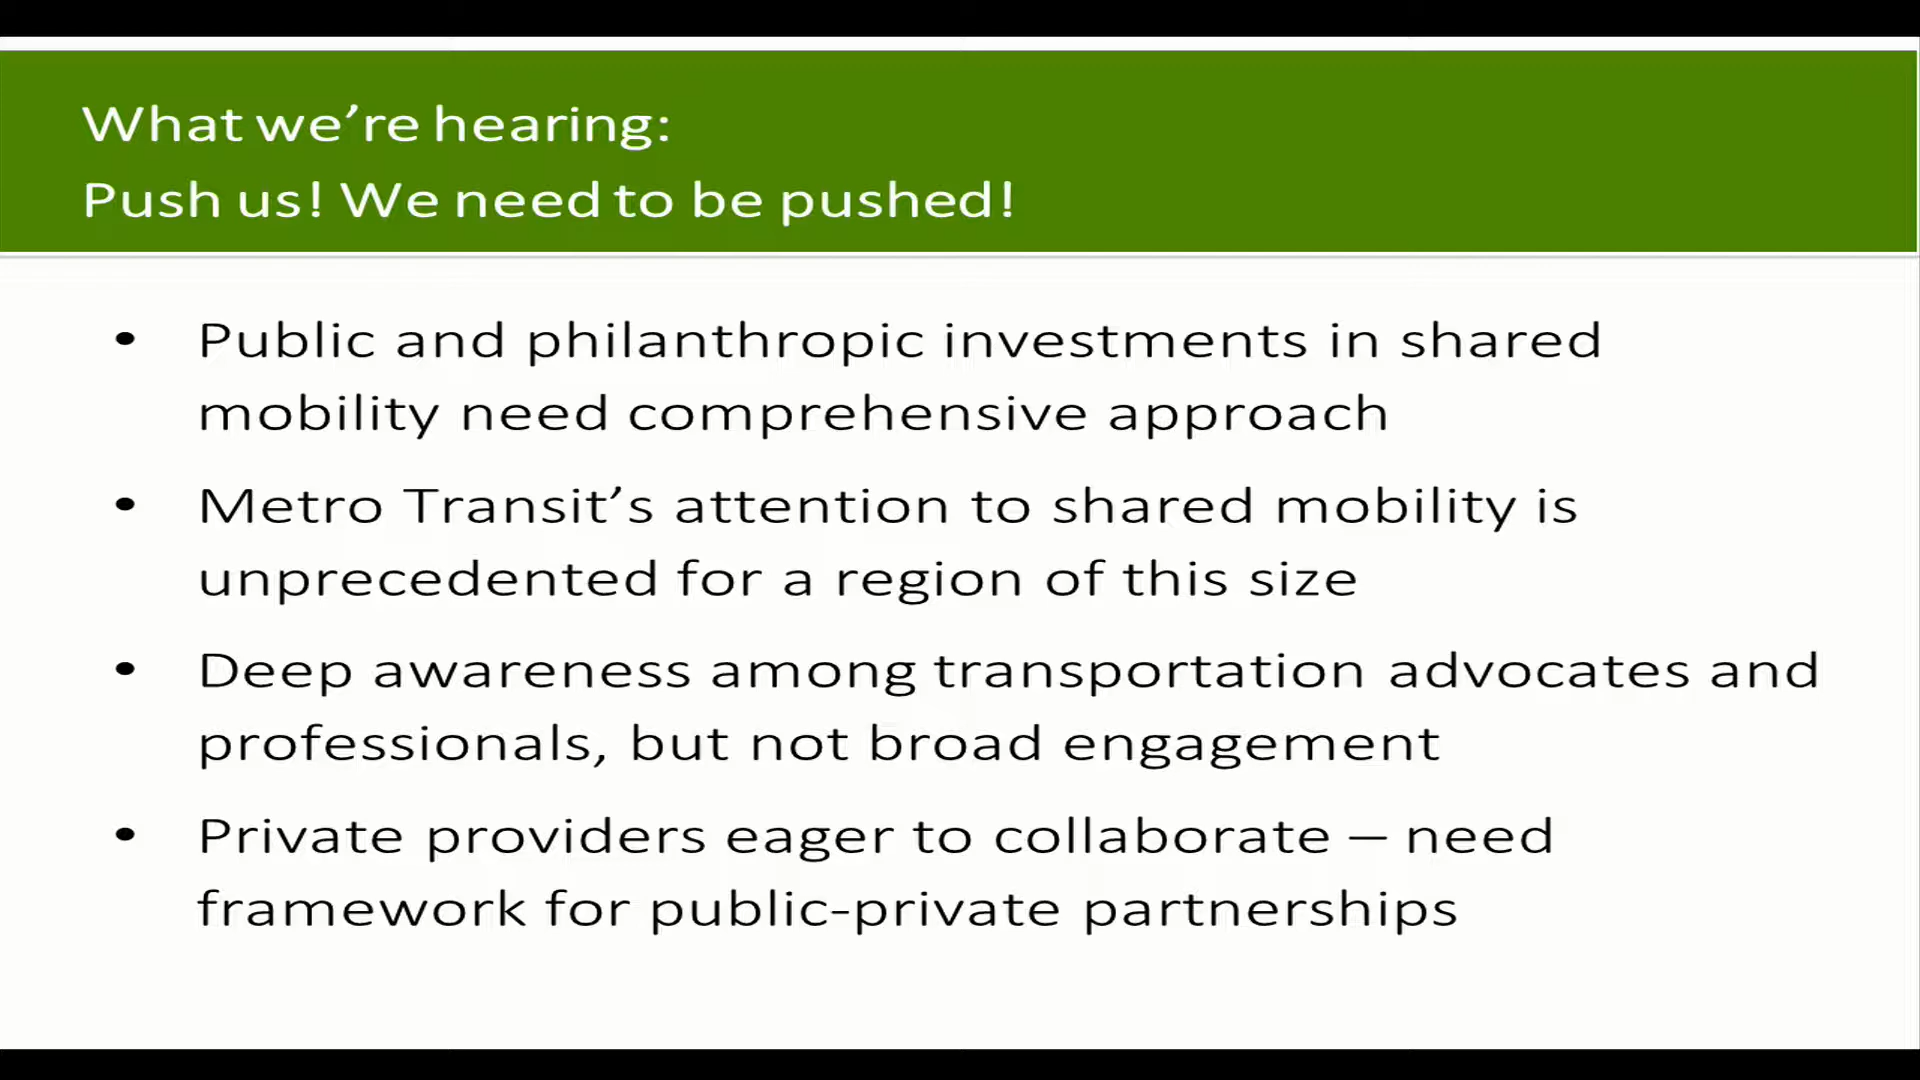 What we’re hearing:
Push us! We need to be pushed!
• Public and philanthropic investments in shared
mobility need comprehensive approach
• Metro Transit’s attention to shared mobility is
unprecedented for a region of this size
• Deep awareness among transportation advocates and
professionals, but not broad engagement
• Private providers eager to collaborate – need
framework for public-private partnerships